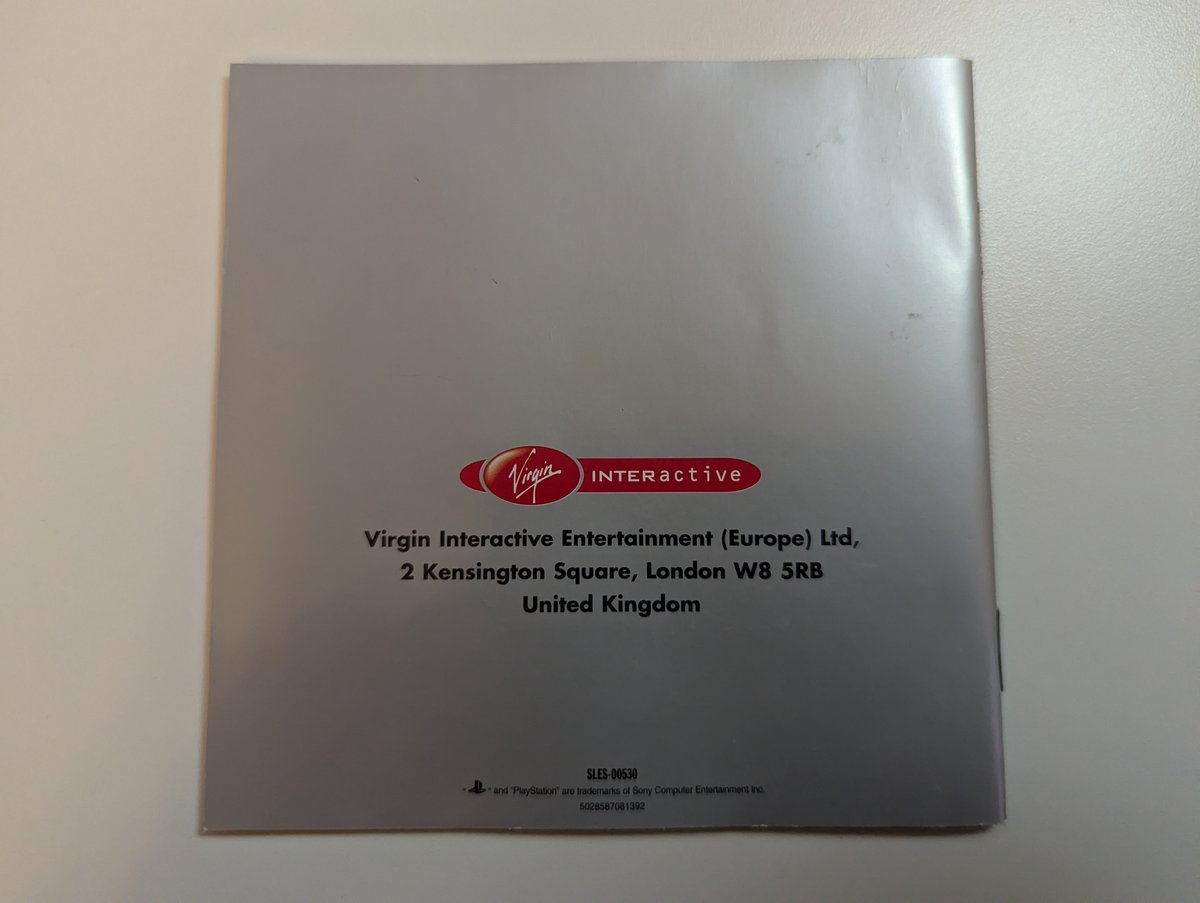 Virgin INTERactive
Virgin Interactive Entertainment (Europe) Ltd,
2 Kensington Square, London W8 5RB
United Kingdom
SLES-00530
" " and "PlayStation" are trademarks of Sony Computer Entertainment Inc.
5028587081392